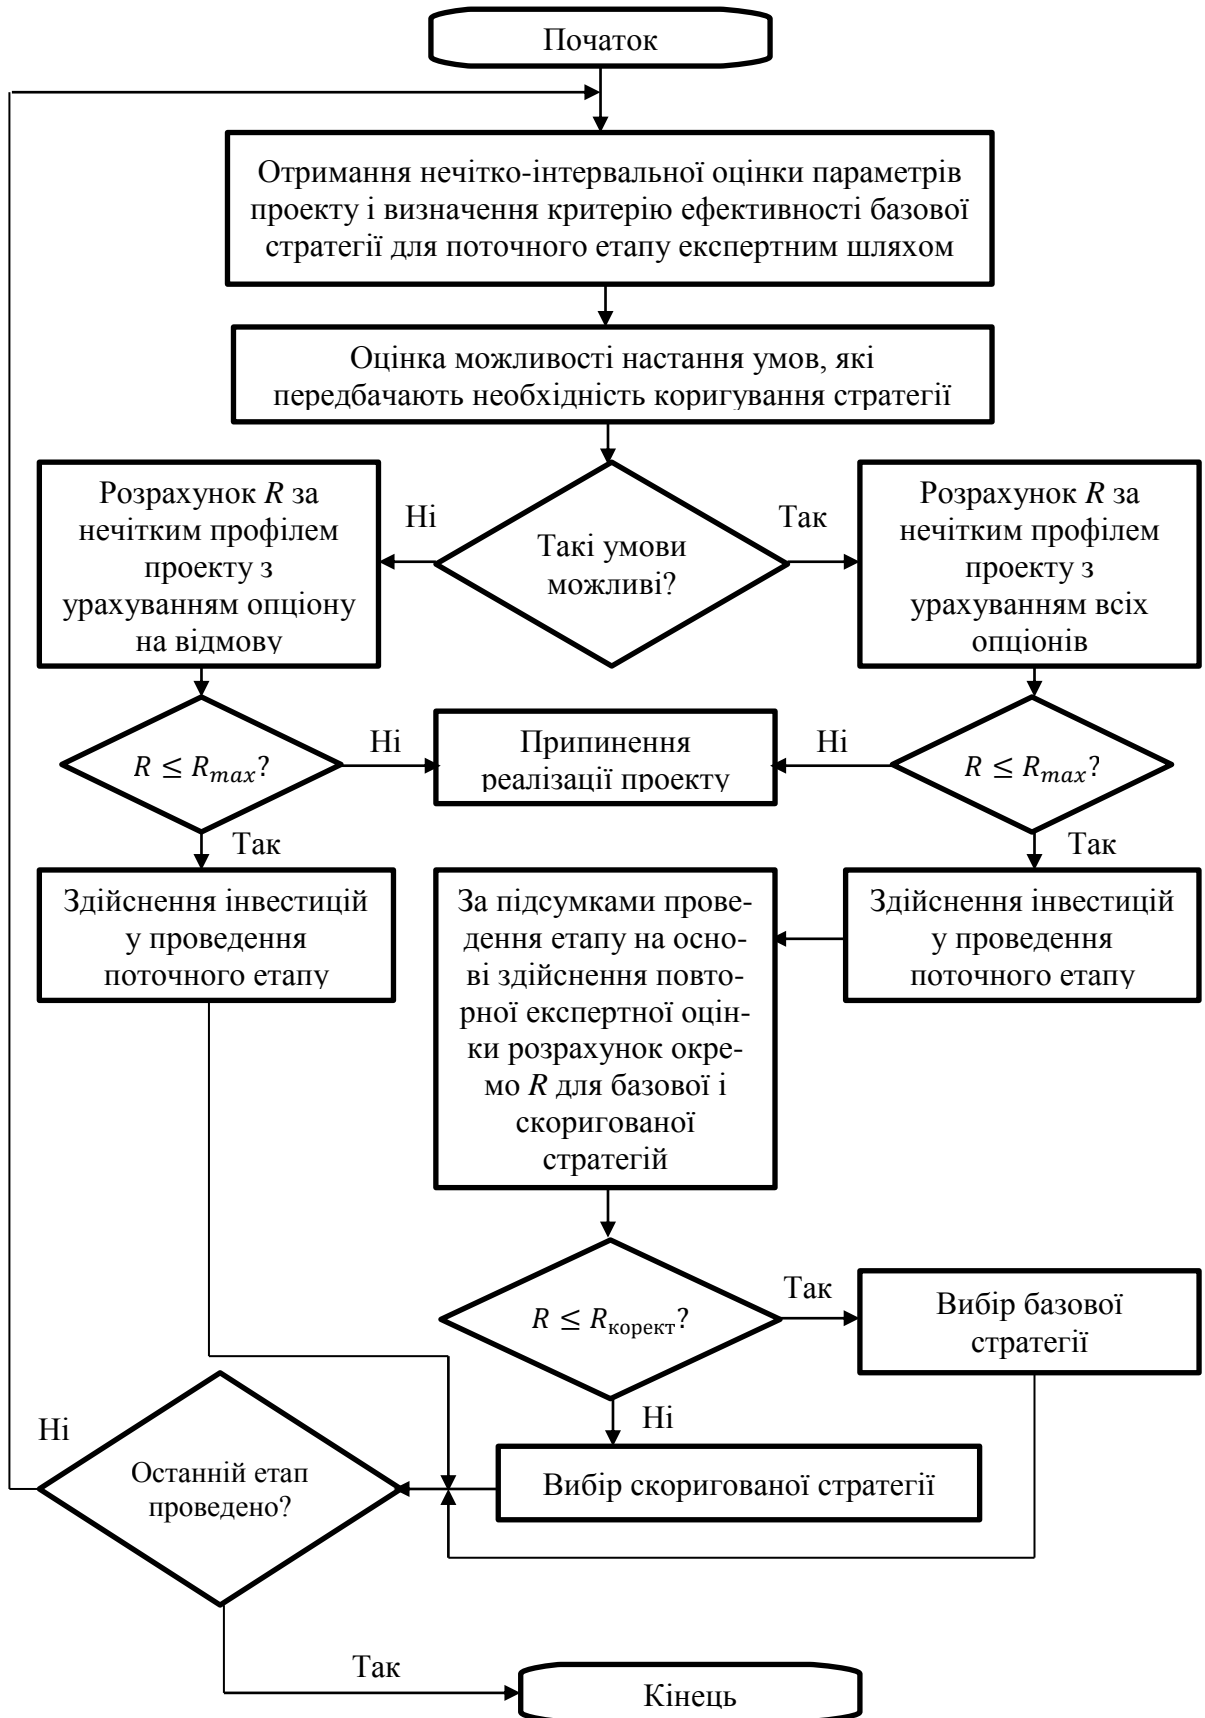 Початок
Отримання нечітко-інтервальної оцінки параметрів
проекту і визначення критерію ефективності базової
стратегії для поточного етапу експертним шляхом
Оцінка можливості настання умов, які
передбачають необхідність коригування стратегії
Розрахунок R за
нечітким профілем
проекту з
урахуванням опціону
на відмову
Ні
Такі умови
можливі?
Так
Розрахунок R за
нечітким профілем
проекту з
урахуванням всіх
опціонів
R ≤ R_max?
Ні
Припинення
реалізації проекту
Ні
R ≤ R_max?
Так
Так
Здійснення інвестицій
у проведення
поточного етапу
За підсумками прове-
дення етапу на осно-
ві здійснення повто-
рної експертної оцін-
ки розрахунок окре-
мо R для базової і
скоригованої
стратегій
Здійснення інвестицій
у проведення
поточного етапу
R ≤ R_корект?
Так
Вибір базової
стратегії
Ні
Ні
Останній етап
проведено?
Вибір скоригованої стратегії
Так
Кінець